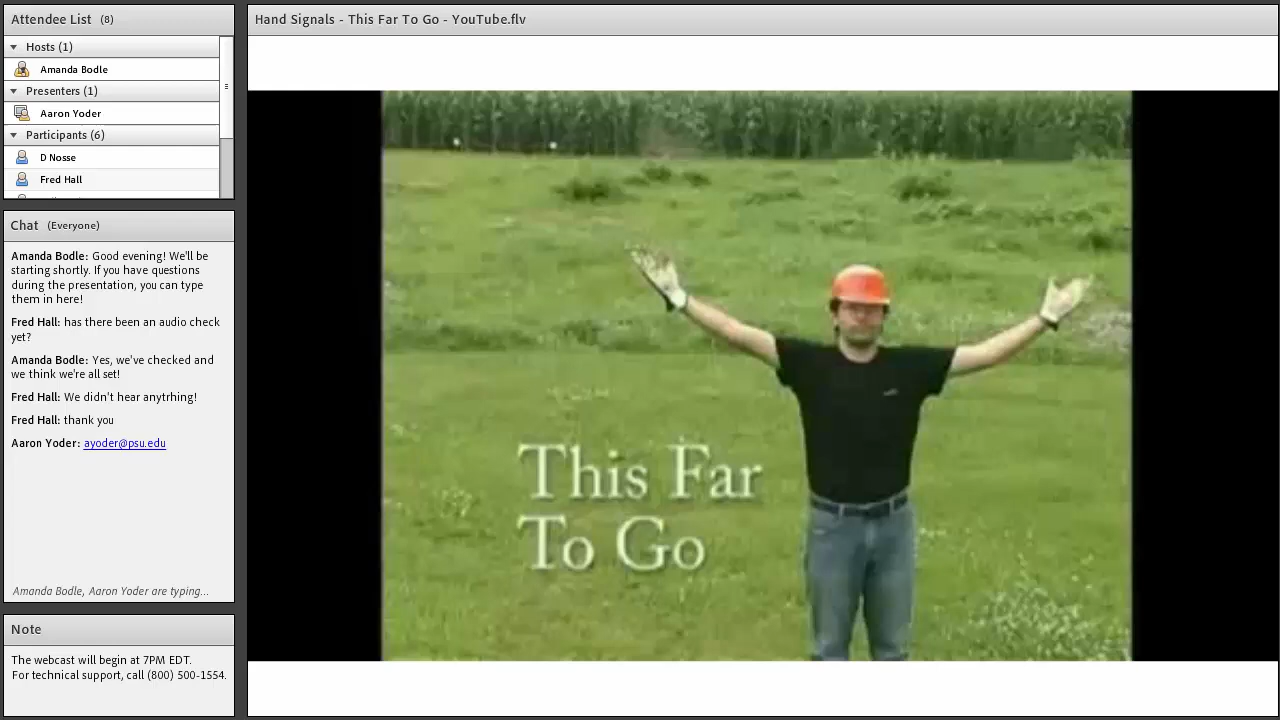 Attendee List (8)
Hosts (1)
Amanda Bodle
Presenters (1)
Aaron Yoder
Participants (6)
D Nosse
Fred Hall
Chat (Everyone)
Amanda Bodle: Good evening! We'll be
starting shortly. If you have questions
during the presentation, you can type
them in here!
Fred Hall: has there been an audio check
yet?
Amanda Bodle: Yes, we've checked and
we think we're all set!
Fred Hall: We didn't hear anytrhing!
Fred Hall: thank you
Aaron Yoder: ayoder@psu.edu
Amanda Bodle, Aaron Yoder are typing...
Note
The webcast will begin at 7PM EDT.
For technical support, call (800) 500-1554.
Hand Signals - This Far To Go - YouTube.flv
This Far
To Go